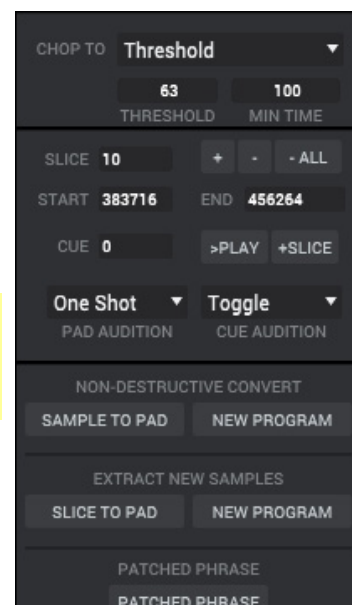 CHOP TO Threshold
63 100
THRESHOLD MIN TIME
SLICE 10 + - - ALL
START 383716 END 456264
CUE 0 >PLAY +SLICE
One Shot Toggle
PAD AUDITION CUE AUDITION
NON-DESTRUCTIVE CONVERT
SAMPLE TO PAD NEW PROGRAM
EXTRACT NEW SAMPLES
SLICE TO PAD NEW PROGRAM
PATCHED PHRASE
PATCHED PHRASE